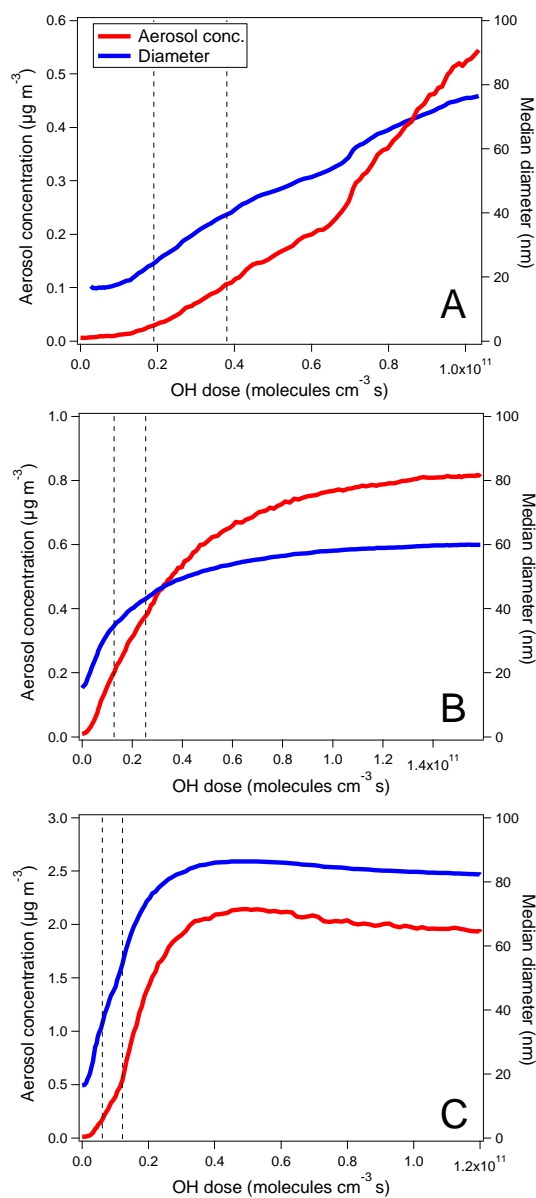 Aerosol conc.
Diameter
0.6
0.5
0.4
0.3
0.2
0.1
0.0
Aerosol concentration (µg m-3)
100
80
60
40
20
0
Median diameter (nm)
A
0.0 0.2 0.4 0.6 0.8 1.0x10^11
OH dose (molecules cm-3 s)
1.0
0.8
0.6
0.4
0.2
0.0
Aerosol concentration (µg m-3)
100
80
60
40
20
0
Median diameter (nm)
B
0.0 0.2 0.4 0.6 0.8 1.0 1.2 1.4x10^11
OH dose (molecules cm-3 s)
3.0
2.5
2.0
1.5
1.0
0.5
0.0
Aerosol concentration (µg m-3)
100
80
60
40
20
0
Median diameter (nm)
C
0.0 0.2 0.4 0.6 0.8 1.0 1.2x10^11
OH dose (molecules cm-3 s)